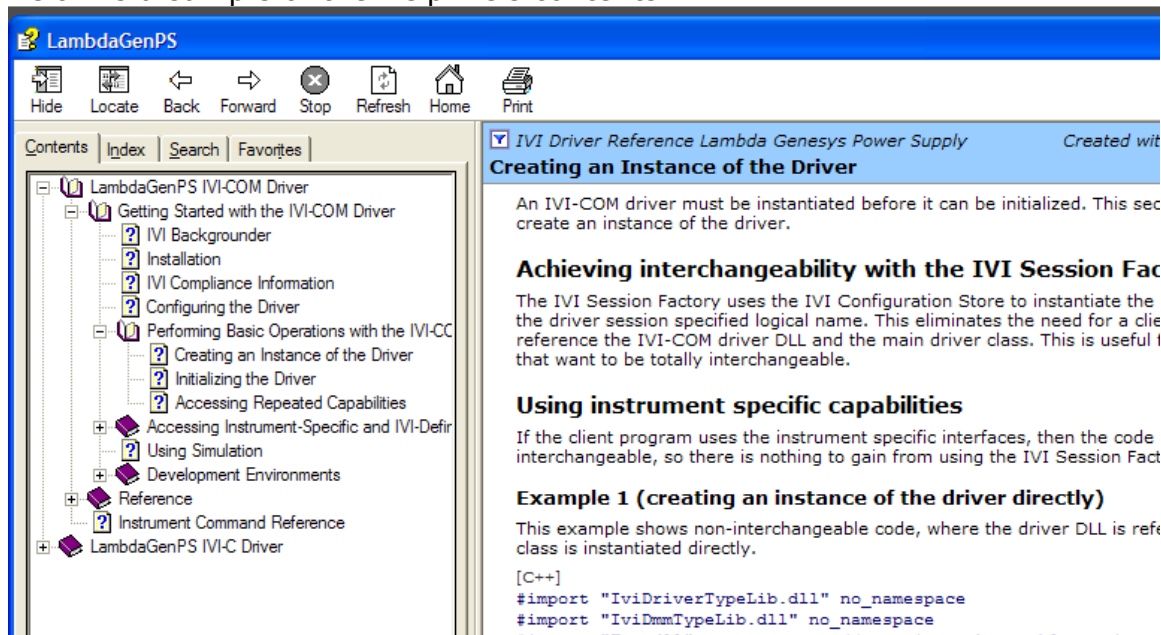 LambdaGenPS
Hide Locate Back Forward Stop Refresh Home Print
Contents Index Search Favorites
LambdaGenPS IVI-COM Driver
Getting Started with the IVI-COM Driver
IVI Backgrounder
Installation
IVI Compliance Information
Configuring the Driver
Performing Basic Operations with the IVI-CC
Creating an Instance of the Driver
Initializing the Driver
Accessing Repeated Capabilities
Accessing Instrument-Specific and IVI-Defir
Using Simulation
Development Environments
Reference
Instrument Command Reference
LambdaGenPS IVI-C Driver
IVI Driver Reference Lambda Genesys Power Supply Created wit
Creating an Instance of the Driver
An IVI-COM driver must be instantiated before it can be initialized. This sec
create an instance of the driver.
Achieving interchangeability with the IVI Session Fac
The IVI Session Factory uses the IVI Configuration Store to instantiate the
the driver session specified logical name. This eliminates the need for a clie
reference the IVI-COM driver DLL and the main driver class. This is useful f
that want to be totally interchangeable.
Using instrument specific capabilities
If the client program uses the instrument specific interfaces, then the code
interchangeable, so there is nothing to gain from using the IVI Session Fact
Example 1 (creating an instance of the driver directly)
This example shows non-interchangeable code, where the driver DLL is refe
class is instantiated directly.
[C++]
#import "IviDriverTypeLib.dll" no_namespace
#import "IviDmmTypeLib.dll" no_namespace